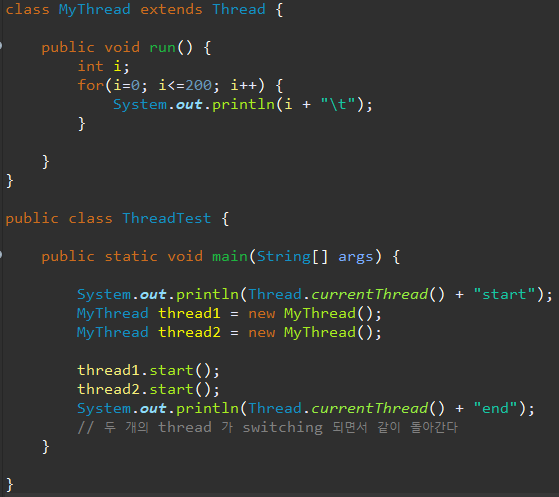 class MyThread extends Thread {
public void run() {
int i;
for(i=0; i<=200; i++) {
System.out.println(i + "\t");
}
}
}
public class ThreadTest {
public static void main(String[] args) {
System.out.println(Thread.currentThread() + "start");
MyThread thread1 = new MyThread();
MyThread thread2 = new MyThread();
thread1.start();
thread2.start();
System.out.println(Thread.currentThread() + "end");
// 두 개의 thread 가 switching 되면서 같이 돌아간다
}
}